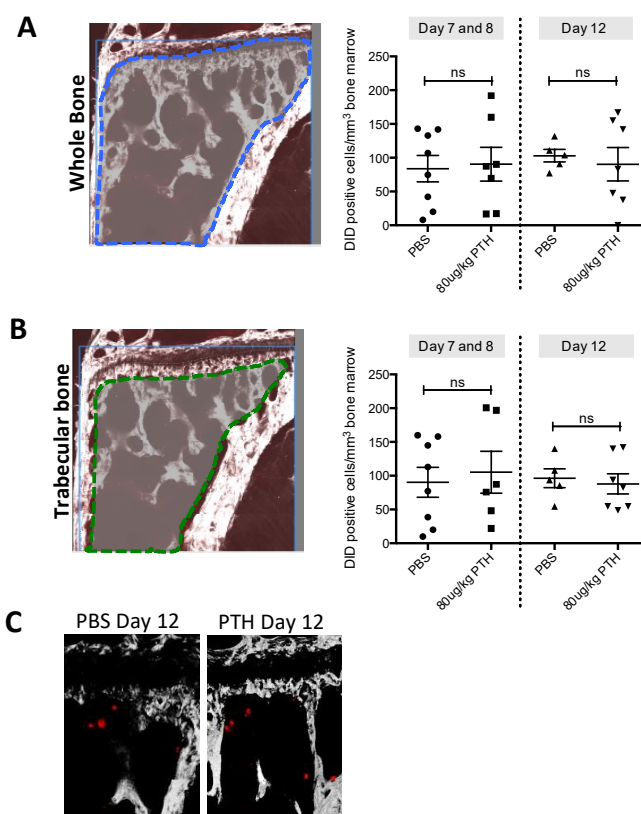 A
Whole Bone
Day 7 and 8
Day 12
DID positive cells/mm³ bone marrow
250
200
150
100
50
0
ns
ns
PBS
80ug/kg PTH
PBS
80ug/kg PTH
B
Trabecular bone
Day 7 and 8
Day 12
DID positive cells/mm³ bone marrow
250
200
150
100
50
0
ns
ns
PBS
80ug/kg PTH
PBS
80ug/kg PTH
C
PBS Day 12
PTH Day 12